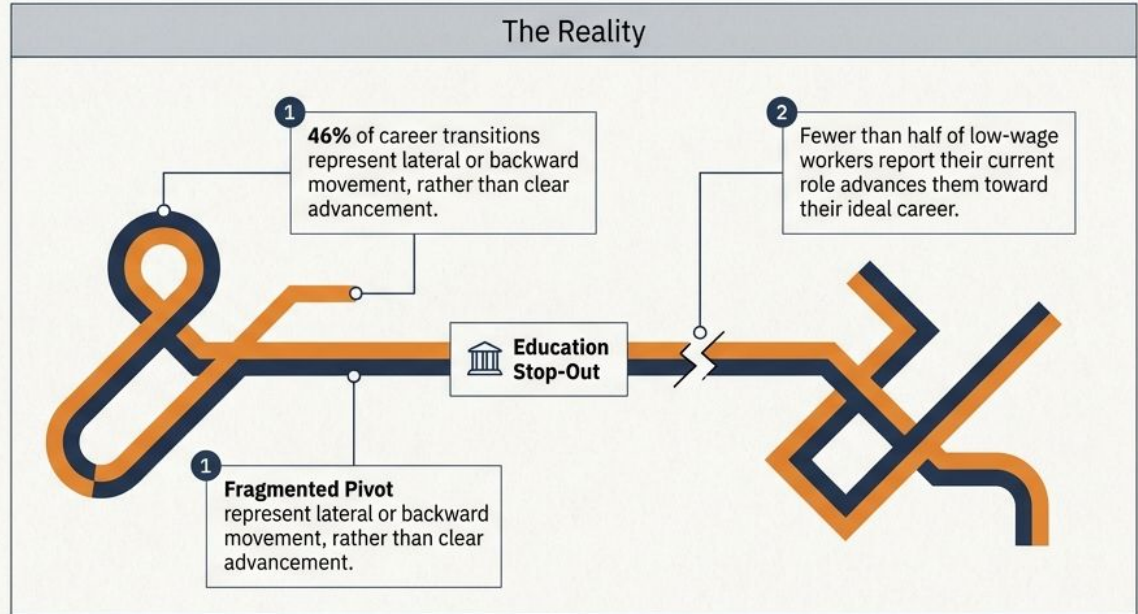 The Reality
1
46% of career transitions
represent lateral or backward
movement, rather than clear
advancement.
2
Fewer than half of low-wage
workers report their current
role advances them toward
their ideal career.
Education
Stop-Out
1
Fragmented Pivot
represent lateral or backward
movement, rather than clear
advancement.